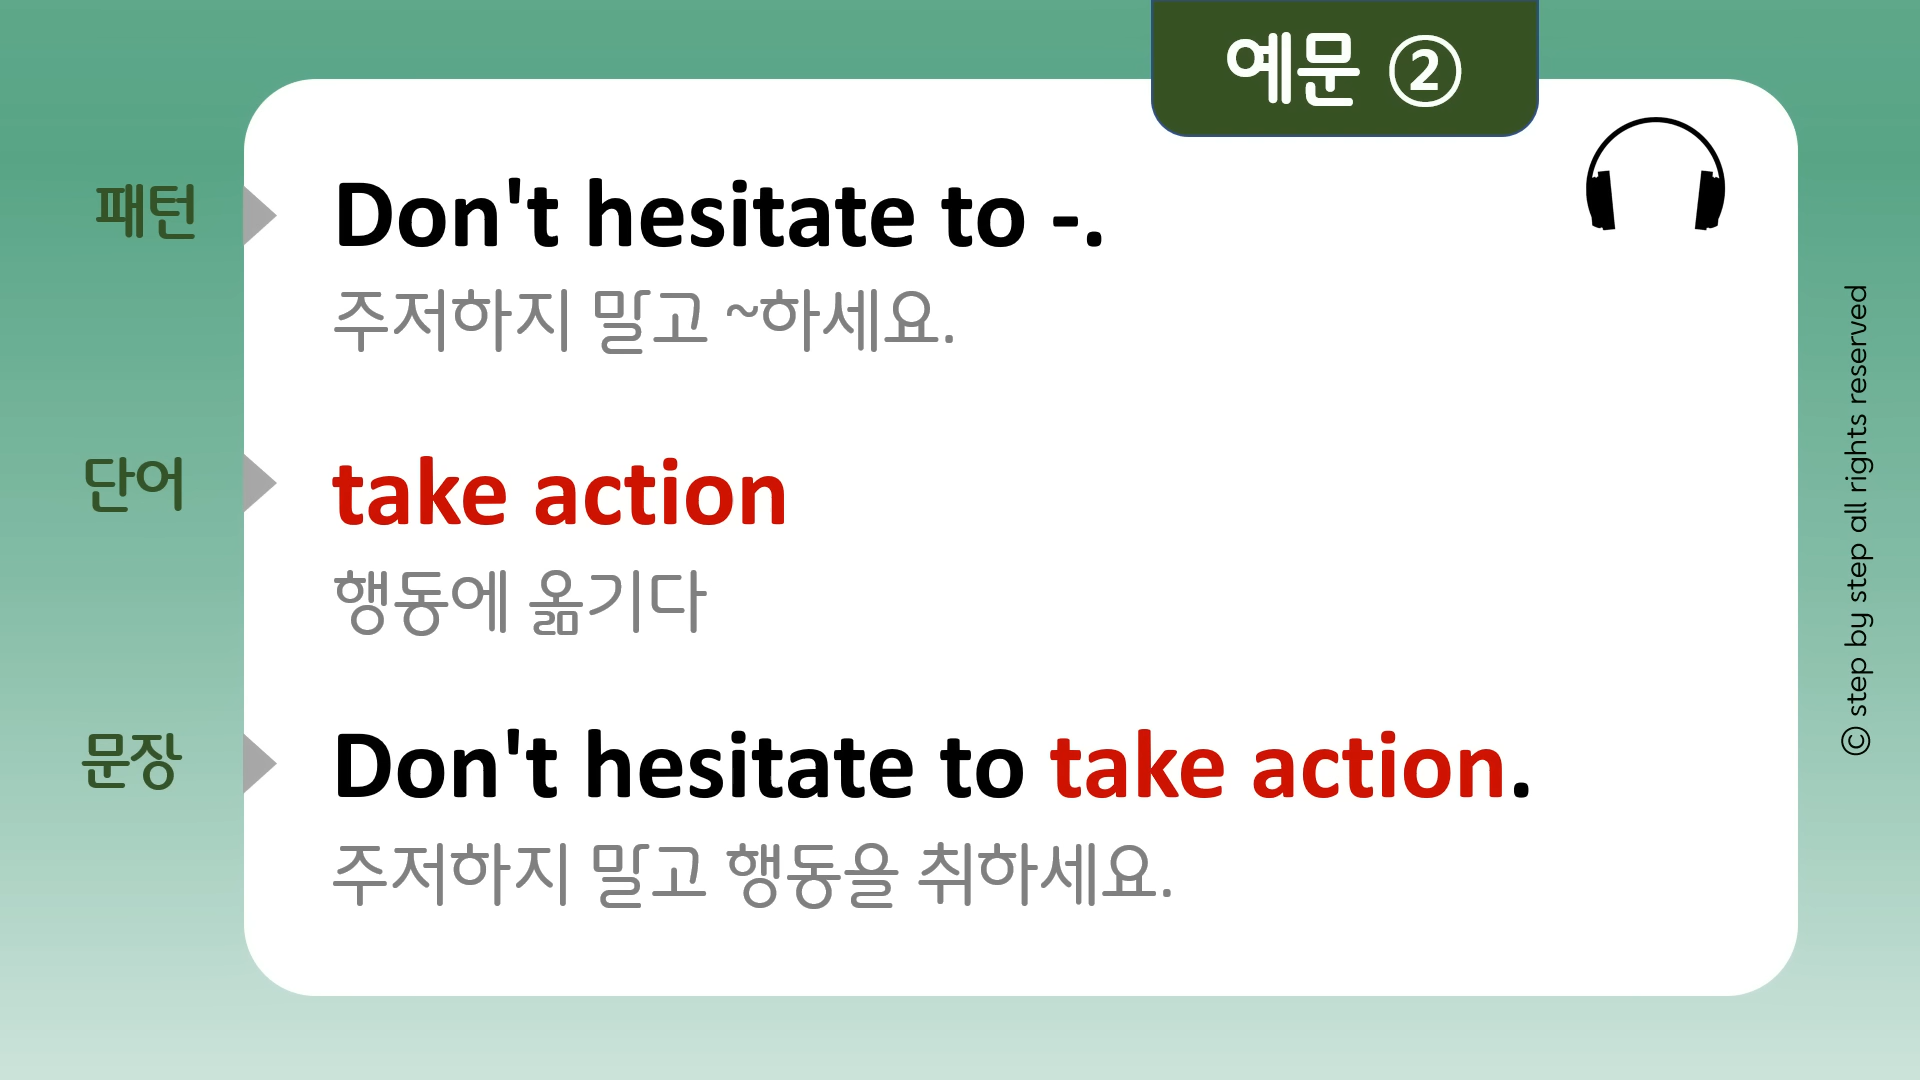 예문 ②
패턴
Don't hesitate to -.
주저하지 말고 ~하세요.
단어
take action
행동에 옮기다
문장
Don't hesitate to take action.
주저하지 말고 행동을 취하세요.
© step by step all rights reserved